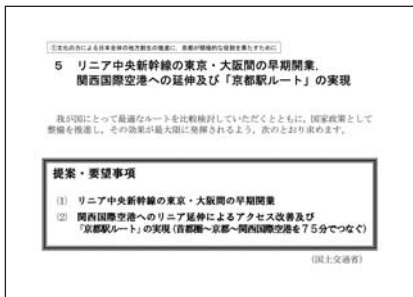 ①文化の力による日本全体の地方創生の推進に，京都が積極的な役割を果たすために
5 リニア中央新幹線の東京・大阪間の早期開業，
関西国際空港への延伸及び「京都駅ルート」の実現
我が国にとって最適なルートを比較検討していただくとともに，国家政策として
整備を推進し，その効果が最大限に発揮されるよう，次のとおり求めます。
提案・要望事項
⑴ リニア中央新幹線の東京・大阪間の早期開業
⑵ 関西国際空港へのリニア延伸によるアクセス改善及び
「京都駅ルート」の実現（首都圏～京都～関西国際空港を７５分でつなぐ）
（国土交通省）